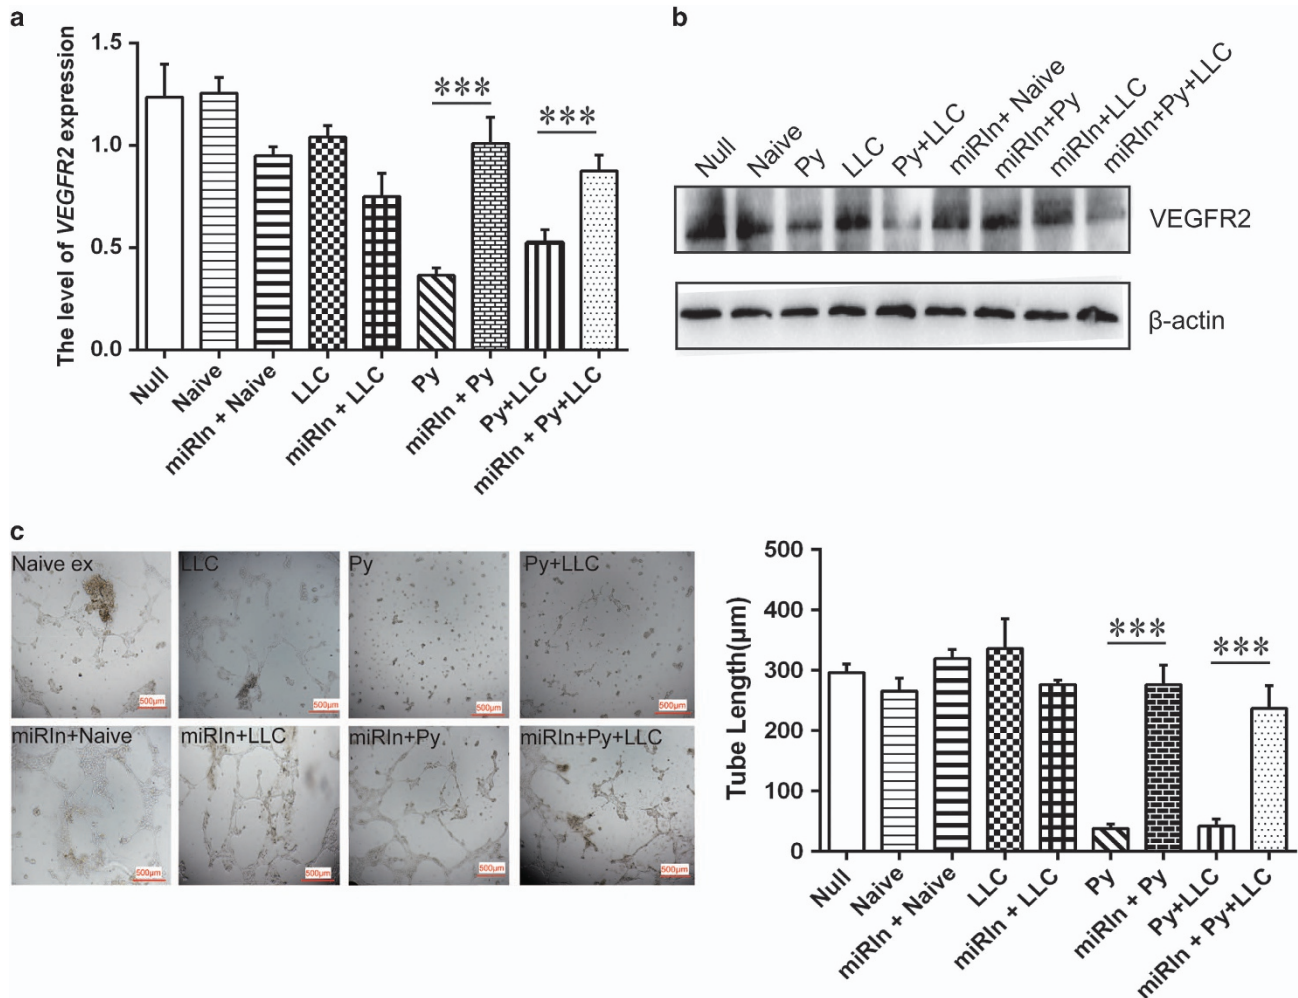 a
The level of VEGFR2 expression
1.5
1.0
0.5
0.0
***
***
Null
Naive
miRIn + Naive
LLC
miRIn + LLC
Py
miRIn + Py
Py+LLC
miRIn + Py+LLC
b
Null
Naive
Py
LLC
Py+LLC
miRIn+ Naive
miRIn+Py
miRIn+LLC
miRIn+Py+LLC
VEGFR2
β-actin
c
Naive ex
500µm
LLC
500µm
Py
500µm
Py+LLC
500µm
miRIn+Naive
500µm
miRIn+LLC
500µm
miRIn+Py
500µm
miRIn+Py+LLC
500µm
Tube Length(µm)
500
400
300
200
100
0
***
***
Null
Naive
miRIn + Naive
LLC
miRIn + LLC
Py
miRIn + Py
Py+LLC
miRIn + Py+LLC